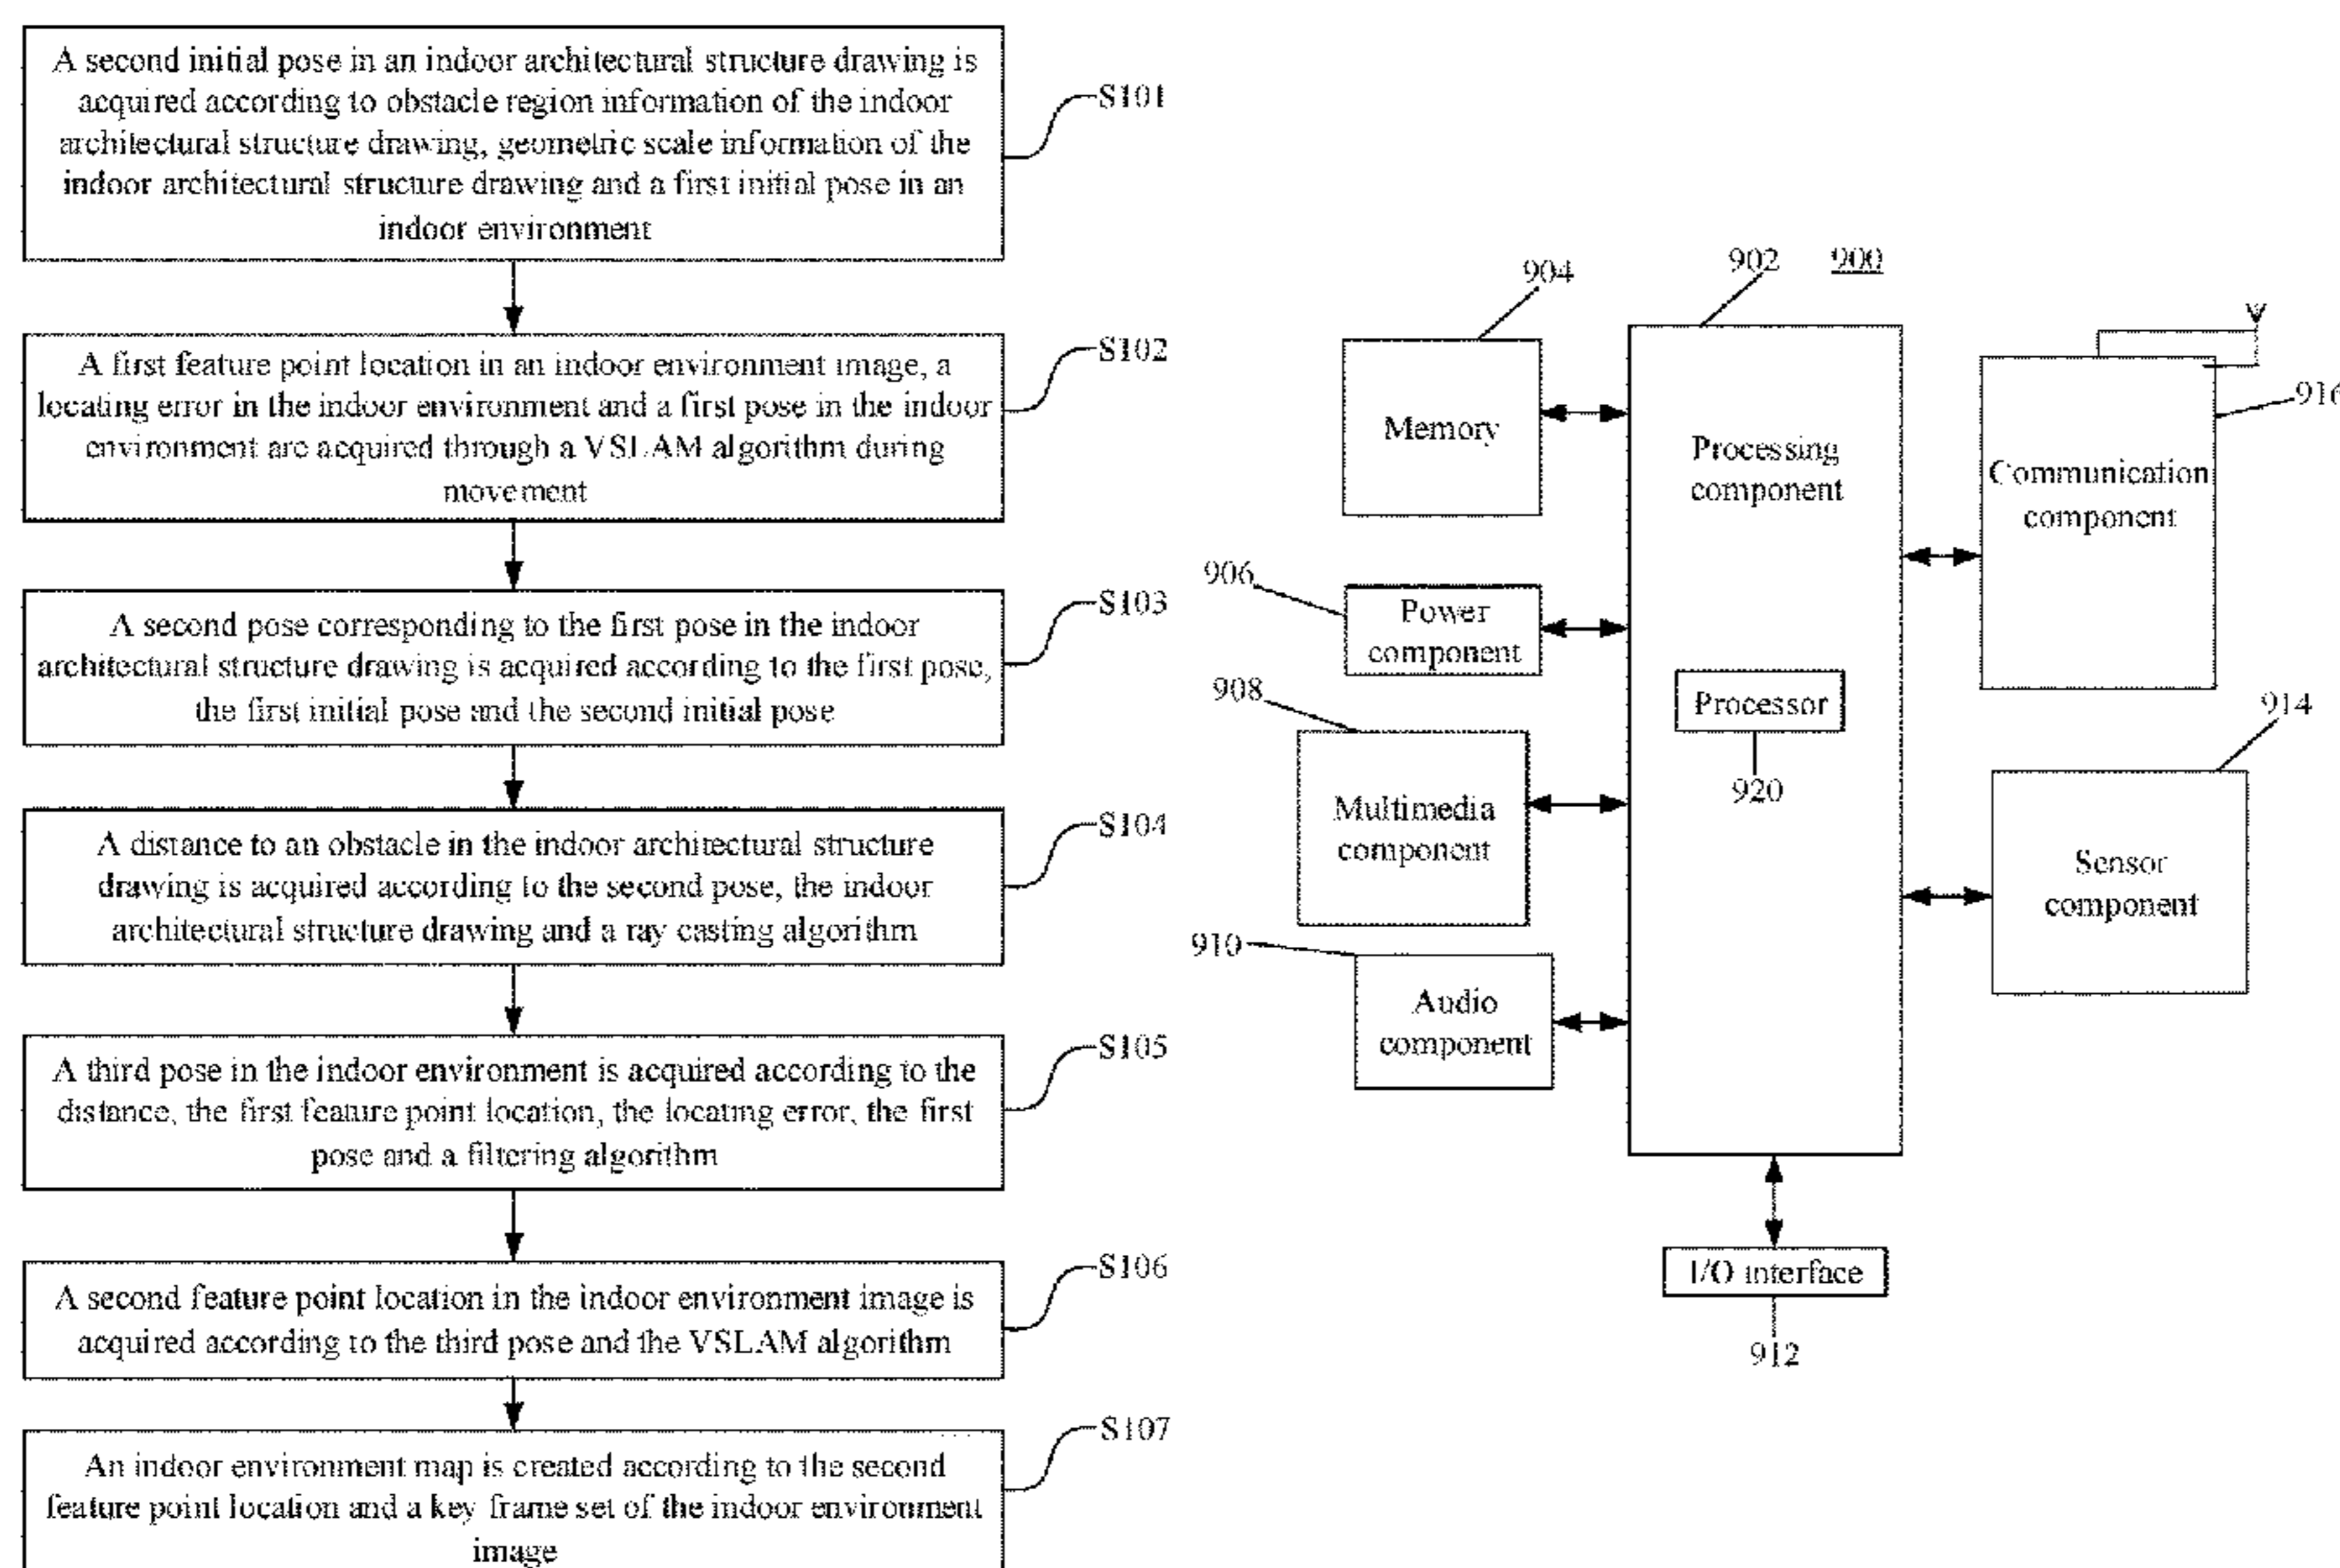 A second initial pose in an indoor architectural structure drawing is
acquired according to obstacle region information of the indoor
architectural structure drawing, geometric scale information of the
indoor architectural structure drawing and a first initial pose in an
indoor environment
S101
A first feature point location in an indoor environment image, a
locating error in the indoor environment and a first pose in the indoor
environment are acquired through a VSLAM algorithm during
movement
S102
A second pose corresponding to the first pose in the indoor
architectural structure drawing is acquired according to the first pose,
the first initial pose and the second initial pose
S103
A distance to an obstacle in the indoor architectural structure
drawing is acquired according to the second pose, the indoor
architectural structure drawing and a ray casting algorithm
S104
A third pose in the indoor environment is acquired according to the
distance, the first feature point location, the locating error, the first
pose and a filtering algorithm
S105
A second feature point location in the indoor environment image is
acquired according to the third pose and the VSLAM algorithm
S106
An indoor environment map is created according to the second
feature point location and a key frame set of the indoor environment
image
S107
900
902
904
Memory
906
Power
component
908
Multimedia
component
910
Audio
component
Processing
component
Processor
920
916
Communication
component
914
Sensor
component
I/O interface
912